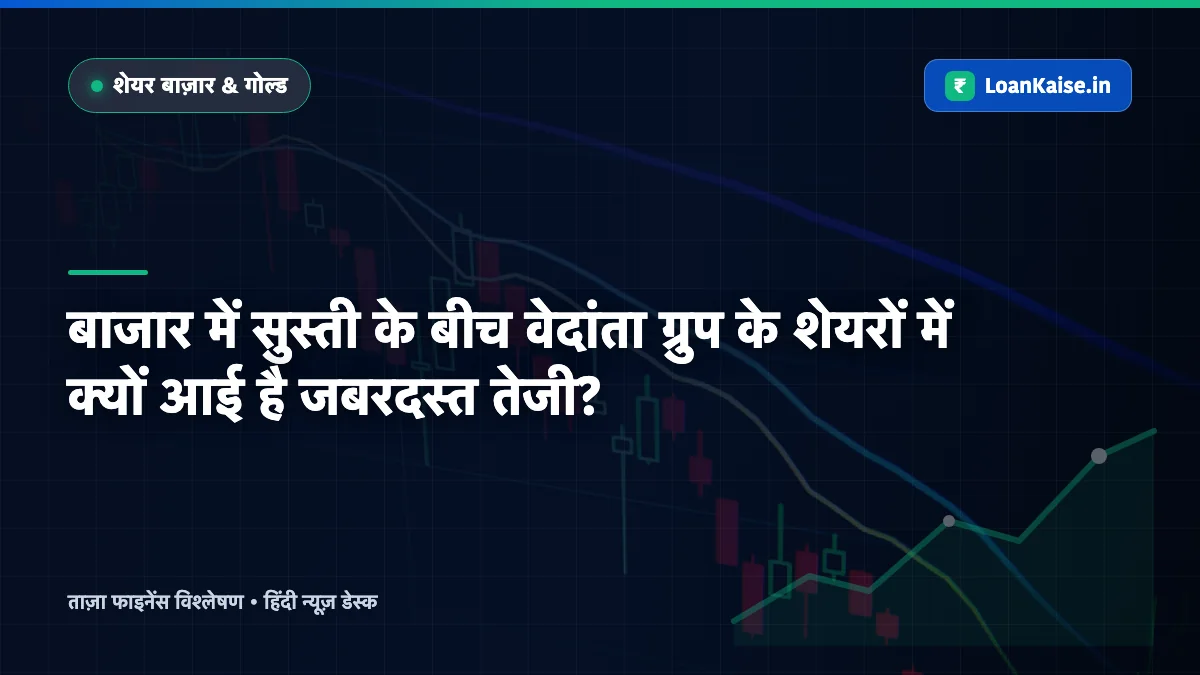 शेयर बाज़ार & गोल्ड
₹ LoanKaise.in
बाजार में सुस्ती के बीच वेदांता ग्रुप के शेयरों में
क्यों आई है जबरदस्त तेजी?
ताज़ा फाइनेंस विश्लेषण • हिंदी न्यूज़ डेस्क